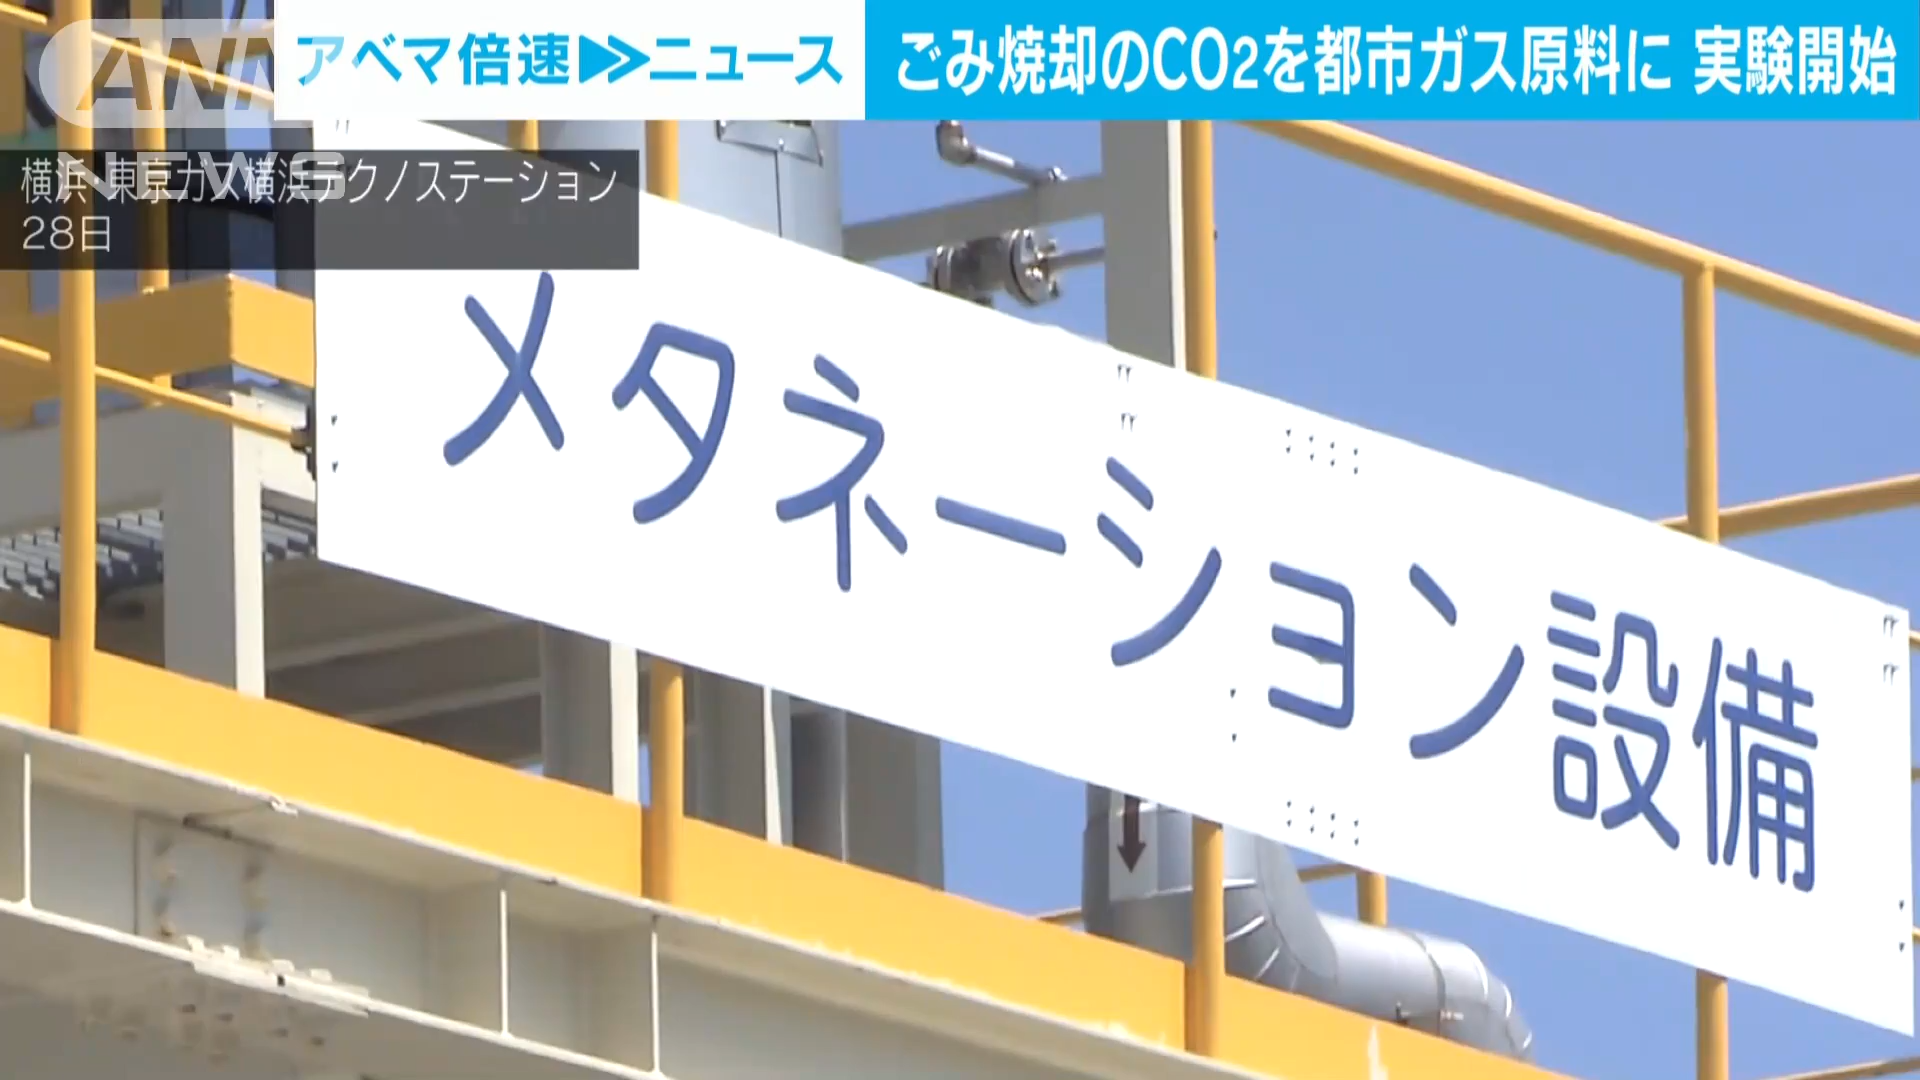 ANN NEWS
アベマ倍速▶≫ニュース
ごみ焼却のCO2を都市ガス原料に 実験開始
横浜・東京ガス横浜テクノステーション
28日
メタネーション設備